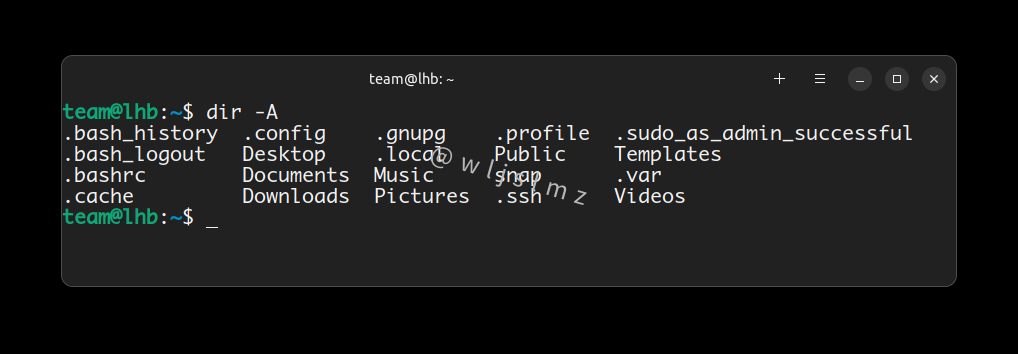 team@lhb: ~
team@lhb:~$ dir -A
.bash_history .config .gnupg .profile .sudo_as_admin_successful
.bash_logout Desktop .local Public Templates
.bashrc Documents Music snap .var
.cache Downloads Pictures .ssh Videos
team@lhb:~$ _